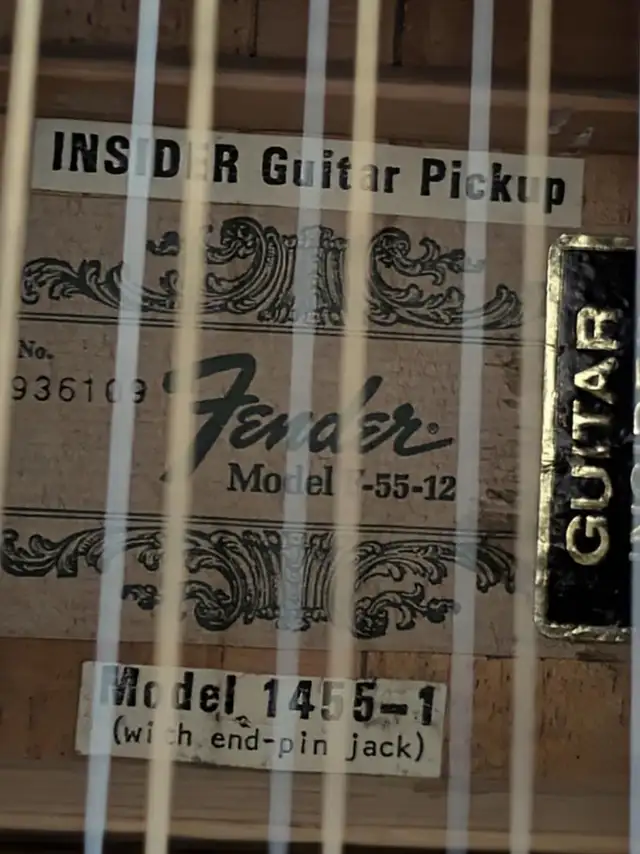 INSIDER Guitar Pickup
No.
936109
Fender®
Model F-55-12
GUITAR
Model 1455-1
(with end-pin jack)